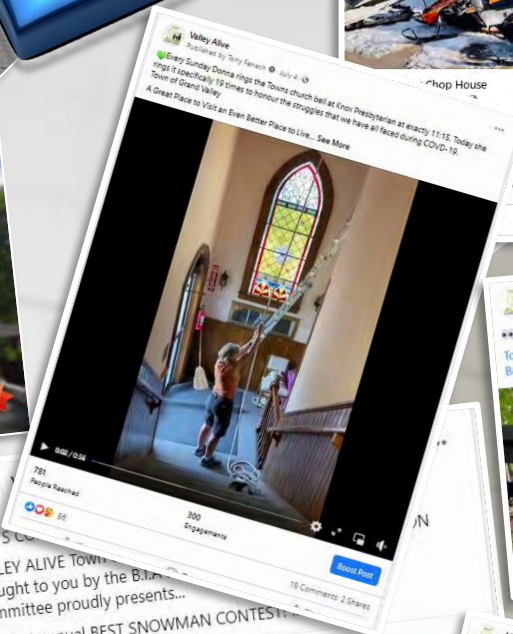 Chop House
Valley Alive
Published by Tony Fenech July 4
Every Sunday Donna rings the Towns church bell at Knox Presbyterian at exactly 11:15. Today she
rings it specifically 19 times to honour the struggles that we have all faced during COVD-19.
Town of Grand Valley
A Great Place to Visit an Even Better Place to Live... See More
0:02 / 0:56
781
People Reached
300
Engagements
Boost Post
86
16 Comments 2 Shares
LEY ALIVE Town
ught to you by the B.I.A
mmittee proudly presents...
nual BEST SNOWMAN CONTEST!